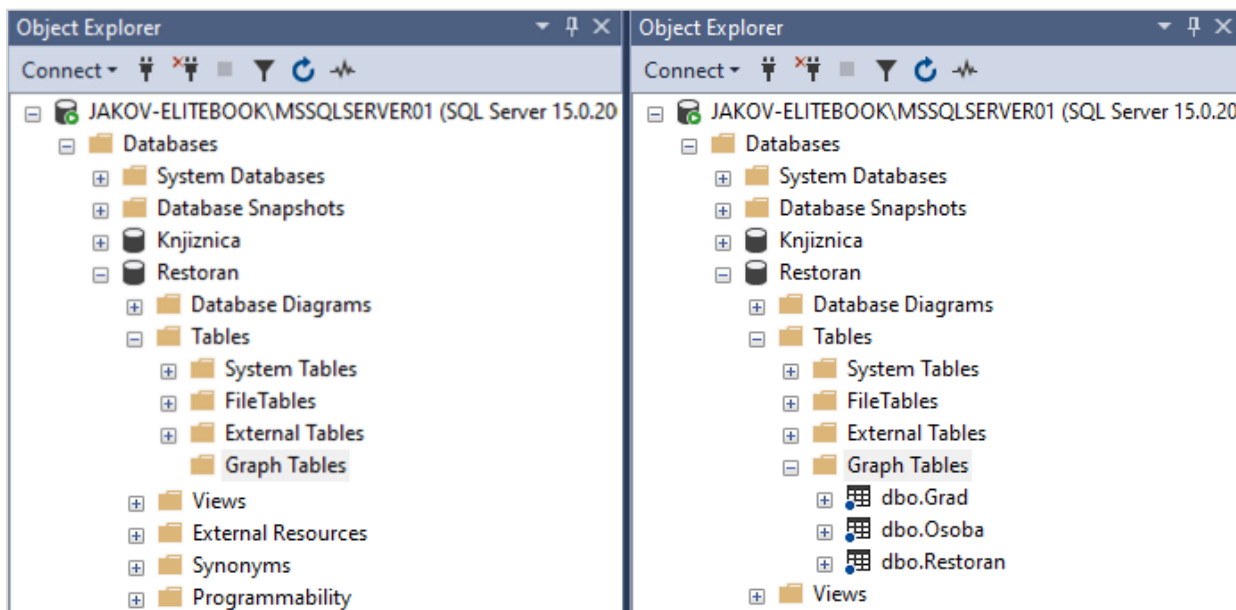 Object Explorer
Connect
JAKOV-ELITEBOOK\MSSQLSERVER01 (SQL Server 15.0.20
Databases
System Databases
Database Snapshots
Knjiznica
Restoran
Database Diagrams
Tables
System Tables
FileTables
External Tables
Graph Tables
Views
External Resources
Synonyms
Programmability
Object Explorer
Connect
JAKOV-ELITEBOOK\MSSQLSERVER01 (SQL Server 15.0.20
Databases
System Databases
Database Snapshots
Knjiznica
Restoran
Database Diagrams
Tables
System Tables
FileTables
External Tables
Graph Tables
dbo.Grad
dbo.Osoba
dbo.Restoran
Views